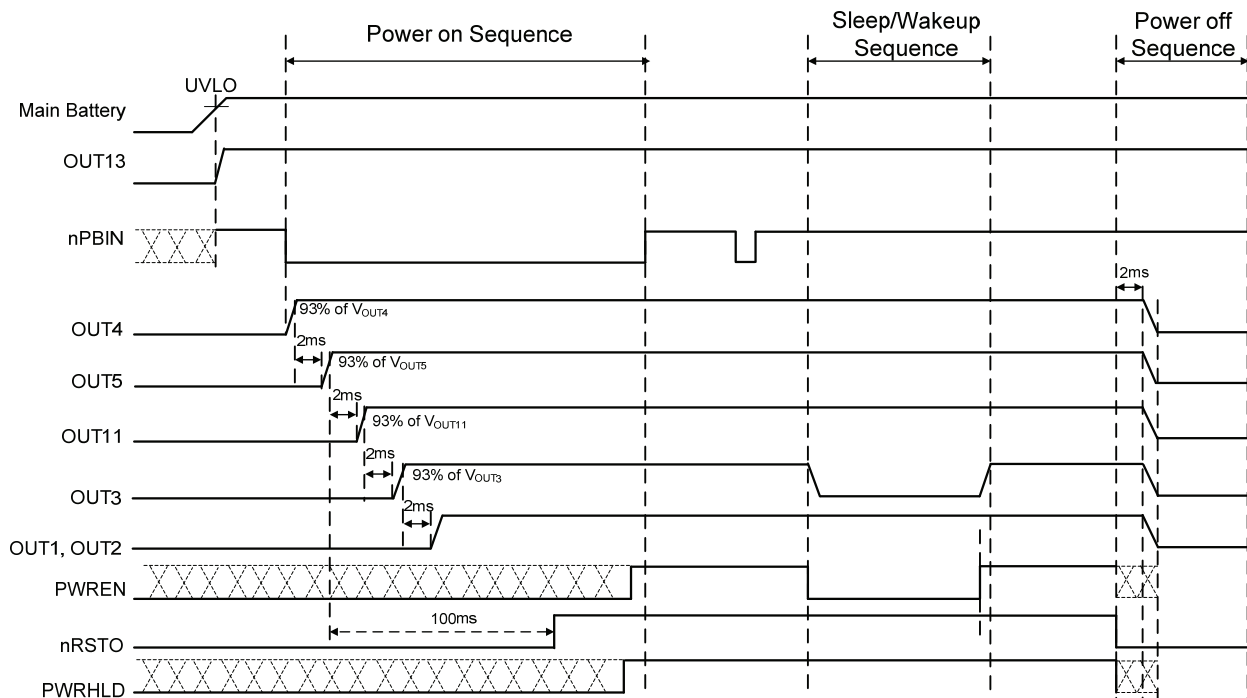 Power on Sequence
Sleep/Wakeup
Sequence
Power off
Sequence
UVLO
Main Battery
OUT13
nPBIN
2ms
93% of VOUT4
OUT4
2ms
93% of VOUT5
OUT5
2ms
93% of VOUT11
OUT11
2ms
93% of VOUT3
OUT3
2ms
OUT1, OUT2
PWREN
100ms
nRSTO
PWRHLD